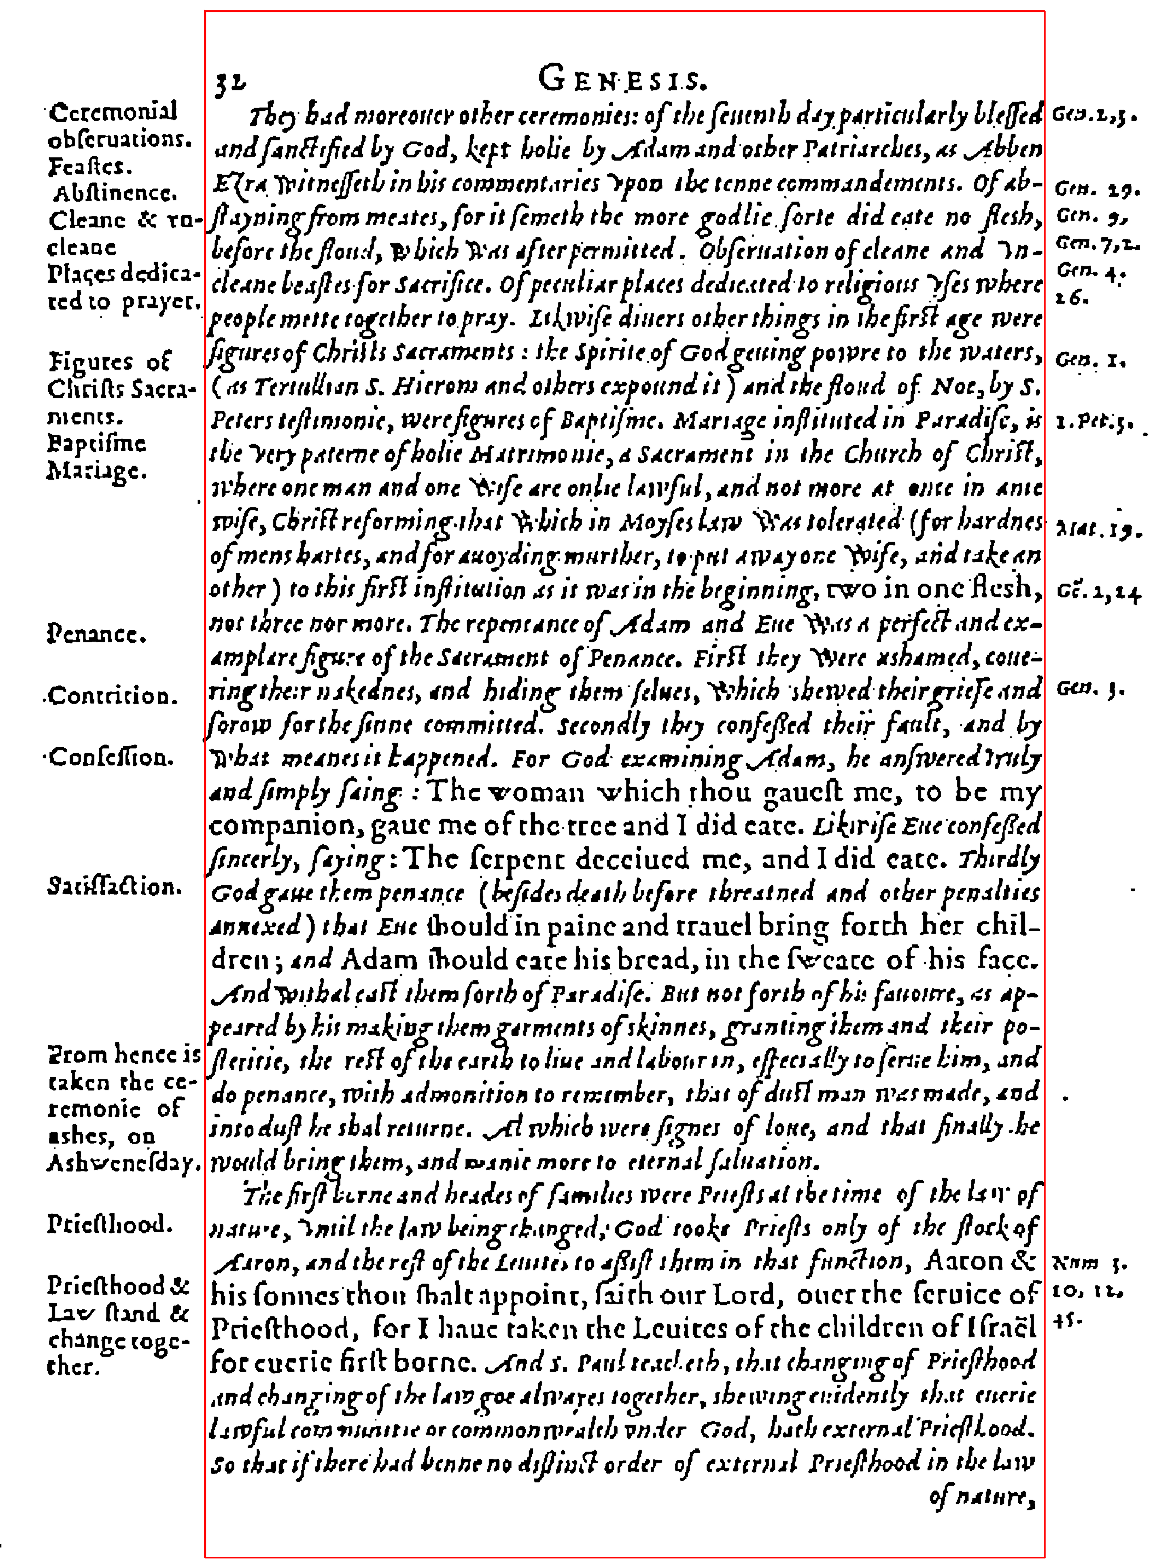 32 GENESIS.
They had moreouer other ceremonies: of the seuenth day particularly blessed
and sanctified by God, kept holie by Adam and other Patriarches, as Abben
Ezra witnesseth in his commentaries vpon the tenne commandements. Of ab-
stayning from meates, for it semeth the more godlie sorte did eate no flesh,
before the floud, which was after permitted. Obseruation of cleane and vn-
cleane beastes for Sacrifice. Of peculiar places dedicated to religious vses where
people mette together to pray. Likwise diuers other things in the first age were
figures of Christs Sacraments: the Spirite of God geuing powre to the waters,
(as Tertullian S. Hierom and others expound it) and the floud of Noe, by S.
Peters testimonie, were figures of Baptisme. Mariage instituted in Paradise, is
the very paterne of holie Matrimonie, a Sacrament in the Church of Christ,
where one man and one wife are onlie lawful, and not more at once in anie
wise, Christ reforming that which in Moyses law was tolerated (for hardnes
of mens hartes, and for auoyding murther, to put away one wife, and take an
other) to this first institution as it was in the beginning, two in one flesh,
not three nor more. The repentance of Adam and Eue was a perfect and ex-
amplare figure of the Sacrament of Penance. First they were ashamed, coue-
ring their nakednes, and hiding them selues, which shewed their griefe and
sorow for the sinne committed. Secondly they confessed their fault, and by
what meanes it happened. For God examining Adam, he answered truly
and simply saing: The woman which thou gauest me, to be my
companion, gaue me of the tree and I did eate. Likwise Eue confessed
sincerly, saying: The serpent deceiued me, and I did eate. Thirdly
God gaue them penance (besides death before threatned and other penalties
annexed) that Eue should in paine and trauel bring forth her chil-
dren; and Adam should eate his bread, in the sweate of his face.
And withal cast them forth of Paradise. But not forth of his fauoure, as ap-
peared by his making them garments of skinnes, granting them and their po-
steritie, the rest of the earth to liue and labour in, especially to serue him, and
do penance, with admonition to remember, that of dust man was made, and
into dust he shal returne. Al which were signes of loue, and that finally he
would bring them, and manie more to eternal saluation.
The first borne and heades of families were Priests at the time of the law of
nature, vntil the law being changed, God tooke Priests only of the stock of
Aaron, and the rest of the Leuites to assist them in that function, Aaron &
his sonnes thou shalt appoint, saith our Lord, ouer the seruice of
Priesthood, for I haue taken the Leuites of the children of Israël
for euerie first borne. And S. Paul teacheth, that changing of Priesthood
and changing of the law goe alwayes together, shewing euidently that euerie
lawful communitie or commonwealth vnder God, hath external Priesthood.
So that if there had benne no distinct order of external Priesthood in the law
of nature,
Ceremonial
obseruations.
Feastes.
Abstinence.
Cleane & vn-
cleane
Places dedica-
ted to prayer.
Figures of
Christs Sacra-
ments.
Baptisme
Mariage.
Penance.
Contrition.
Confession.
Satisfaction.
From hence is
taken the ce-
remonie of
ashes, on
Ashwenesday.
Priesthood.
Priesthood &
Law stand &
change toge-
ther.
Gen. 2, 3.
Gen. 29.
Gen. 9,
Gen. 7, 2.
Gen. 4.
26.
Gen. 1.
1. Pet. 3.
Mat. 19.
Gē. 2, 24
Gen. 3.
Num 3.
10, 12,
45.